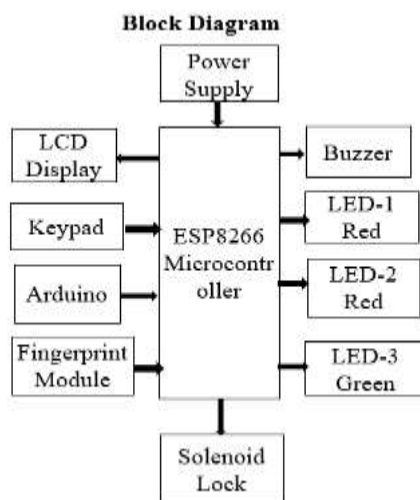 Block Diagram
Power
Supply
LCD
Display
Keypad
Arduino
Fingerprint
Module
ESP8266
Microcontr
oller
Buzzer
LED-1
Red
LED-2
Red
LED-3
Green
Solenoid
Lock